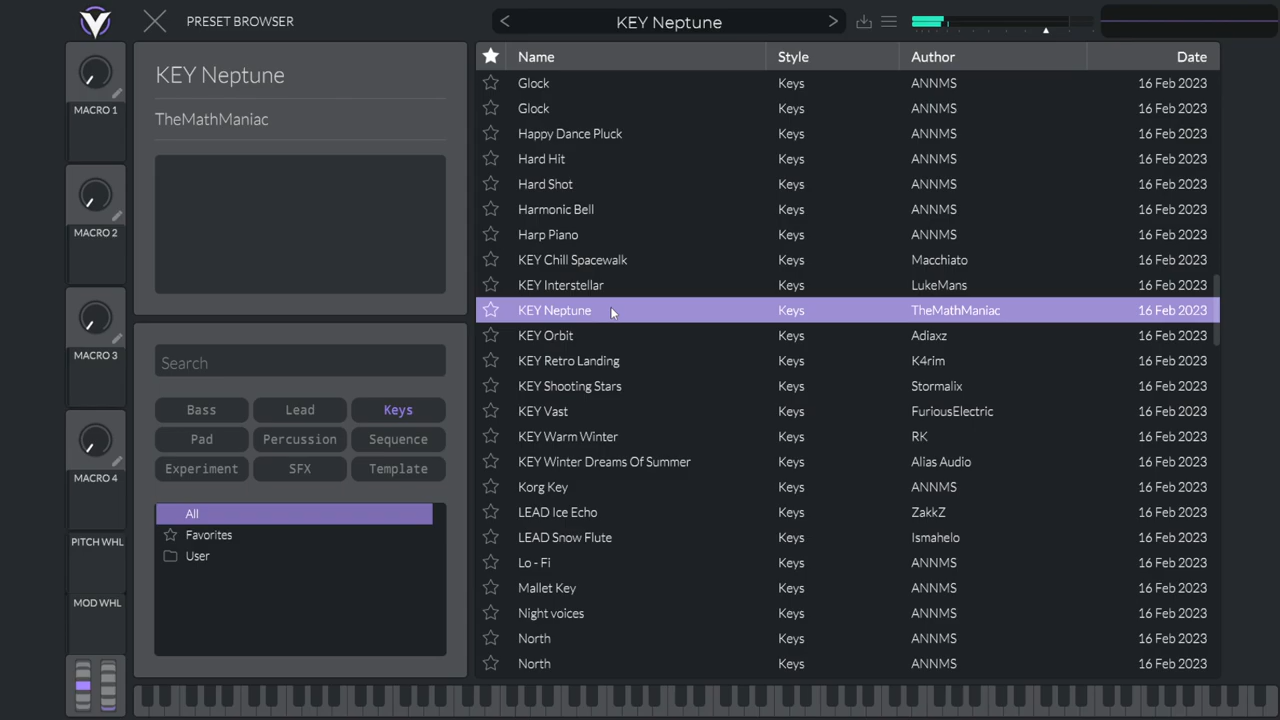 PRESET BROWSER
KEY Neptune
MACRO 1
MACRO 2
MACRO 3
MACRO 4
PITCH WHL
MOD WHL
KEY Neptune
TheMathManiac
Search
Bass Lead Keys
Pad Percussion Sequence
Experiment SFX Template
All
Favorites
User
Name Style Author Date
Glock Keys ANNMS 16 Feb 2023
Glock Keys ANNMS 16 Feb 2023
Happy Dance Pluck Keys ANNMS 16 Feb 2023
Hard Hit Keys ANNMS 16 Feb 2023
Hard Shot Keys ANNMS 16 Feb 2023
Harmonic Bell Keys ANNMS 16 Feb 2023
Harp Piano Keys ANNMS 16 Feb 2023
KEY Chill Spacewalk Keys Macchiato 16 Feb 2023
KEY Interstellar Keys LukeMans 16 Feb 2023
KEY Neptune Keys TheMathManiac 16 Feb 2023
KEY Orbit Keys Adiaxz 16 Feb 2023
KEY Retro Landing Keys K4rim 16 Feb 2023
KEY Shooting Stars Keys Stormalix 16 Feb 2023
KEY Vast Keys FuriousElectric 16 Feb 2023
KEY Warm Winter Keys RK 16 Feb 2023
KEY Winter Dreams Of Summer Keys Alias Audio 16 Feb 2023
Korg Key Keys ANNMS 16 Feb 2023
LEAD Ice Echo Keys ZakkZ 16 Feb 2023
LEAD Snow Flute Keys Ismahelo 16 Feb 2023
Lo - Fi Keys ANNMS 16 Feb 2023
Mallet Key Keys ANNMS 16 Feb 2023
Night voices Keys ANNMS 16 Feb 2023
North Keys ANNMS 16 Feb 2023
North Keys ANNMS 16 Feb 2023